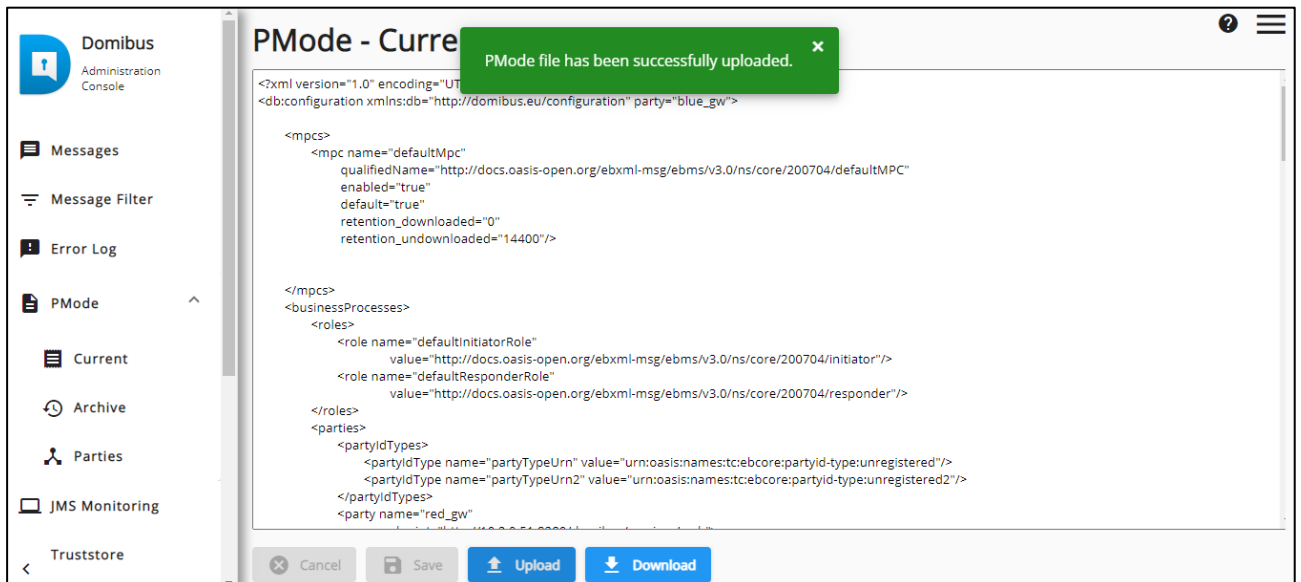 Domibus
Administration
Console
Messages
Message Filter
Error Log
PMode
Current
Archive
Parties
JMS Monitoring
Truststore
PMode - Curre
PMode file has been successfully uploaded.
<?xml version="1.0" encoding="UT
<db:configuration xmlns:db="http://domibus.eu/configuration" party="blue_gw">
<mpcs>
<mpc name="defaultMpc"
qualifiedName="http://docs.oasis-open.org/ebxml-msg/ebms/v3.0/ns/core/200704/defaultMPC"
enabled="true"
default="true"
retention_downloaded="0"
retention_undownloaded="14400"/>
</mpcs>
<businessProcesses>
<roles>
<role name="defaultInitiatorRole"
value="http://docs.oasis-open.org/ebxml-msg/ebms/v3.0/ns/core/200704/initiator"/>
<role name="defaultResponderRole"
value="http://docs.oasis-open.org/ebxml-msg/ebms/v3.0/ns/core/200704/responder"/>
</roles>
<parties>
<partyIdTypes>
<partyIdType name="partyTypeUrn" value="urn:oasis:names:tc:ebcore:partyid-type:unregistered"/>
<partyIdType name="partyTypeUrn2" value="urn:oasis:names:tc:ebcore:partyid-type:unregistered2"/>
</partyIdTypes>
<party name="red_gw"
Cancel
Save
Upload
Download